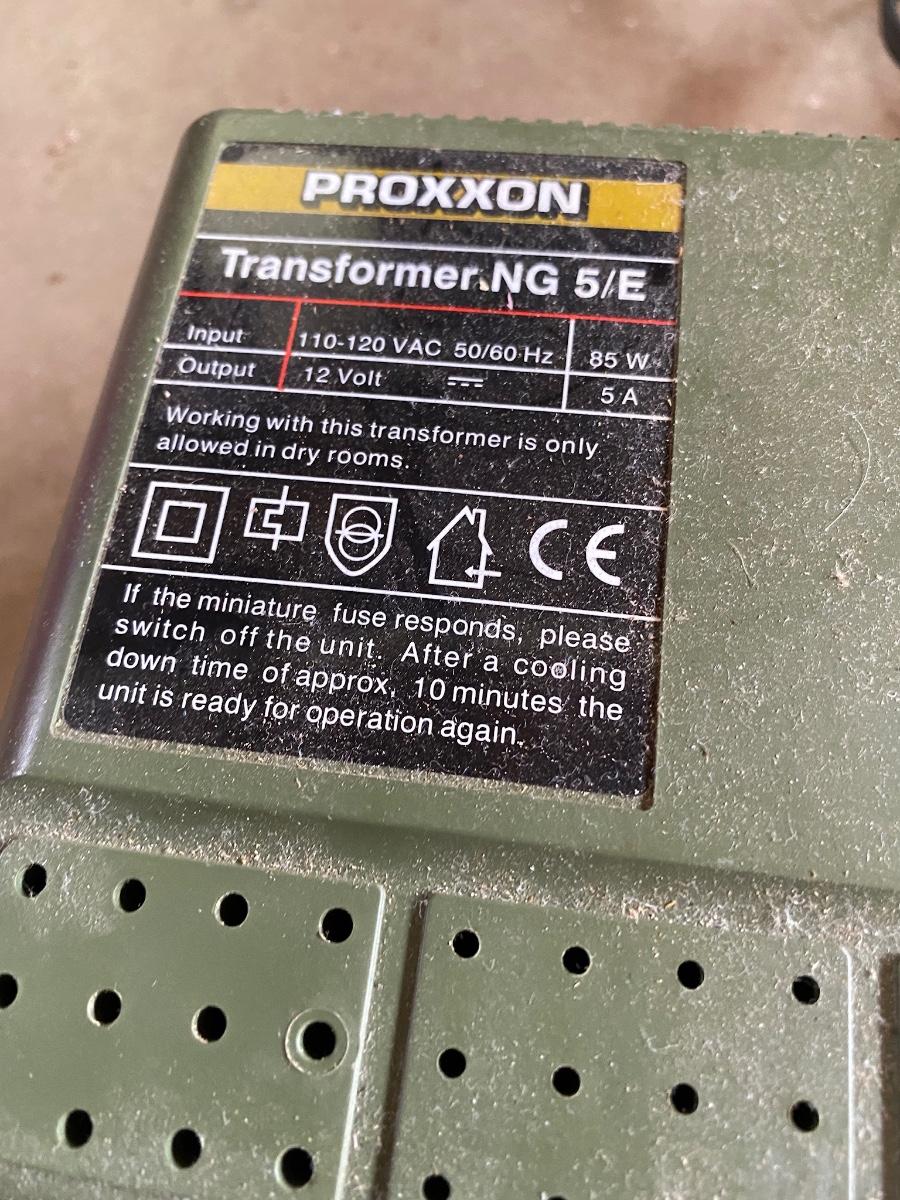 PROXXON
Transformer NG 5/E
Input 110-120 VAC 50/60 Hz 85 W
Output 12 Volt 5 A
Working with this transformer is only
allowed in dry rooms.
CE
If the miniature fuse responds, please
switch off the unit. After a cooling
down time of approx. 10 minutes the
unit is ready for operation again.